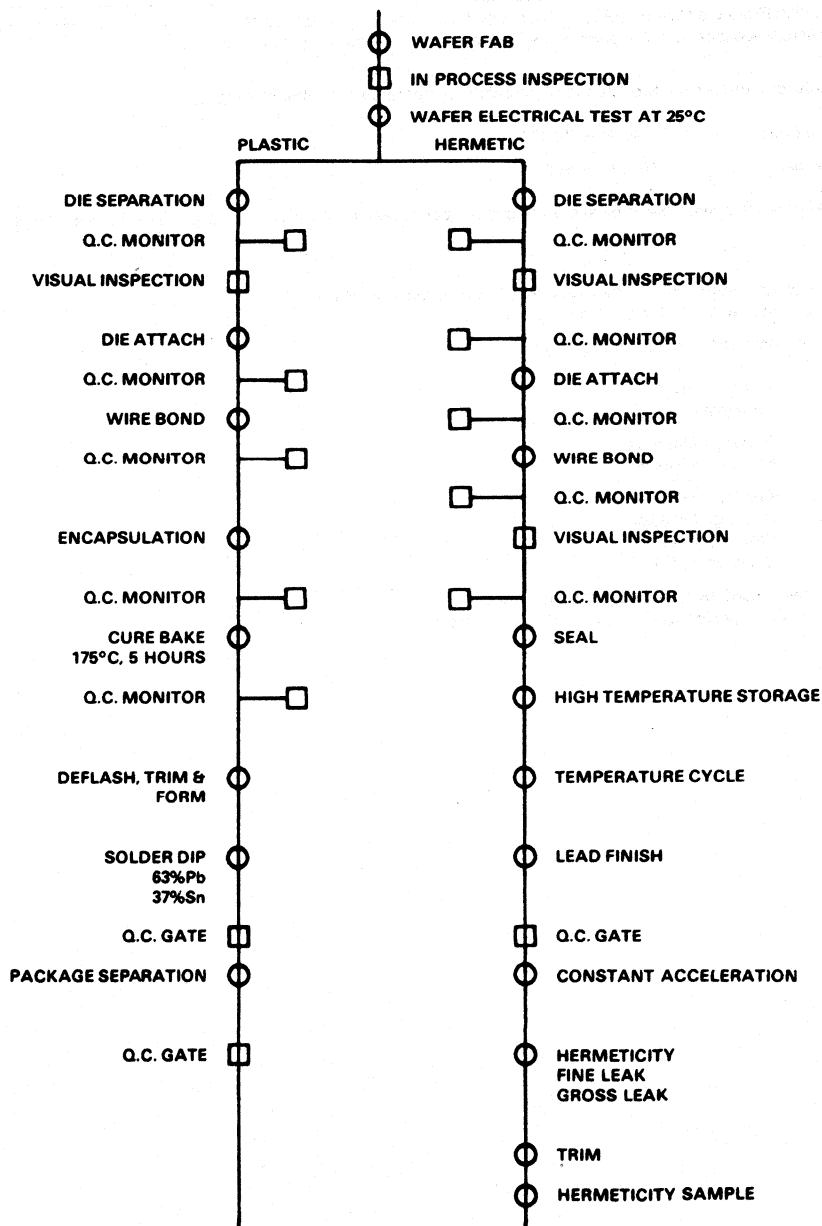 WAFER FAB
IN PROCESS INSPECTION
WAFER ELECTRICAL TEST AT 25°C
PLASTIC
HERMETIC
DIE SEPARATION
Q.C. MONITOR
VISUAL INSPECTION
DIE ATTACH
Q.C. MONITOR
WIRE BOND
Q.C. MONITOR
ENCAPSULATION
Q.C. MONITOR
CURE BAKE
175°C, 5 HOURS
Q.C. MONITOR
DEFLASH, TRIM &
FORM
SOLDER DIP
63%Pb
37%Sn
Q.C. GATE
PACKAGE SEPARATION
Q.C. GATE
DIE SEPARATION
Q.C. MONITOR
VISUAL INSPECTION
Q.C. MONITOR
DIE ATTACH
Q.C. MONITOR
WIRE BOND
Q.C. MONITOR
VISUAL INSPECTION
Q.C. MONITOR
SEAL
HIGH TEMPERATURE STORAGE
TEMPERATURE CYCLE
LEAD FINISH
Q.C. GATE
CONSTANT ACCELERATION
HERMETICITY
FINE LEAK
GROSS LEAK
TRIM
HERMETICITY SAMPLE